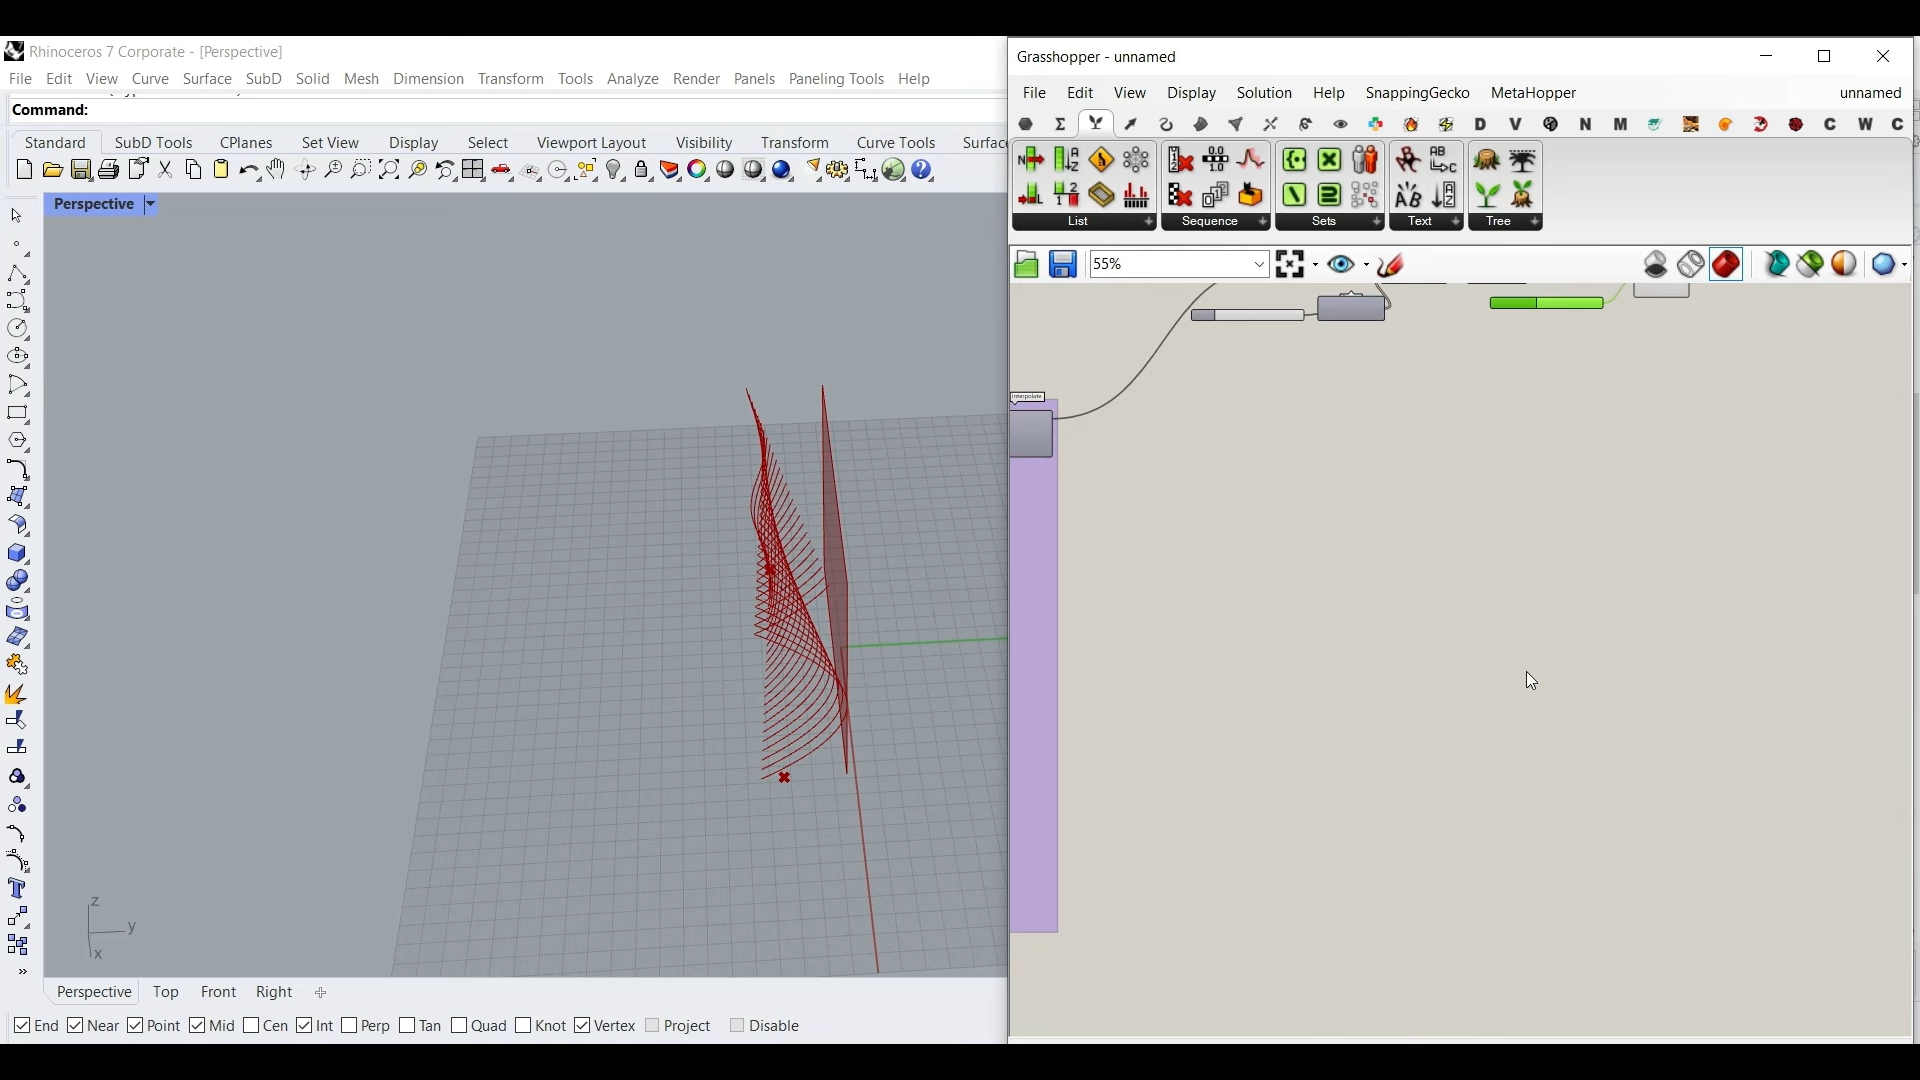 Rhinoceros 7 Corporate - [Perspective]
File Edit View Curve Surface SubD Solid Mesh Dimension Transform Tools Analyze Render Panels Paneling Tools Help
Command:
Standard SubD Tools CPlanes Set View Display Select Viewport Layout Visibility Transform Curve Tools Surfac
Perspective
z
y
x
Perspective Top Front Right
End Near Point Mid Cen Int Perp Tan Quad Knot Vertex Project Disable
Grasshopper - unnamed
File Edit View Display Solution Help SnappingGecko MetaHopper unnamed
D V N M C W C
List Sequence Sets Text Tree
55%
Interpolate